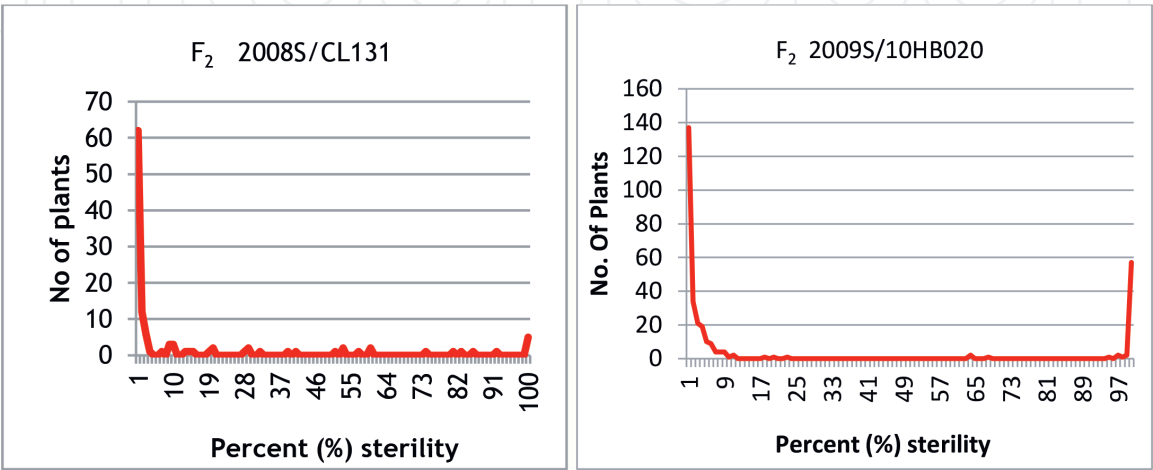 F2 2008S/CL131
No of plants
70
60
50
40
30
20
10
0
1 10 19 28 37 46 55 64 73 82 91 100
Percent (%) sterility
F2 2009S/10HB020
No. Of Plants
160
140
120
100
80
60
40
20
0
1 9 17 25 33 41 49 57 65 73 81 89 97
Percent (%) sterility